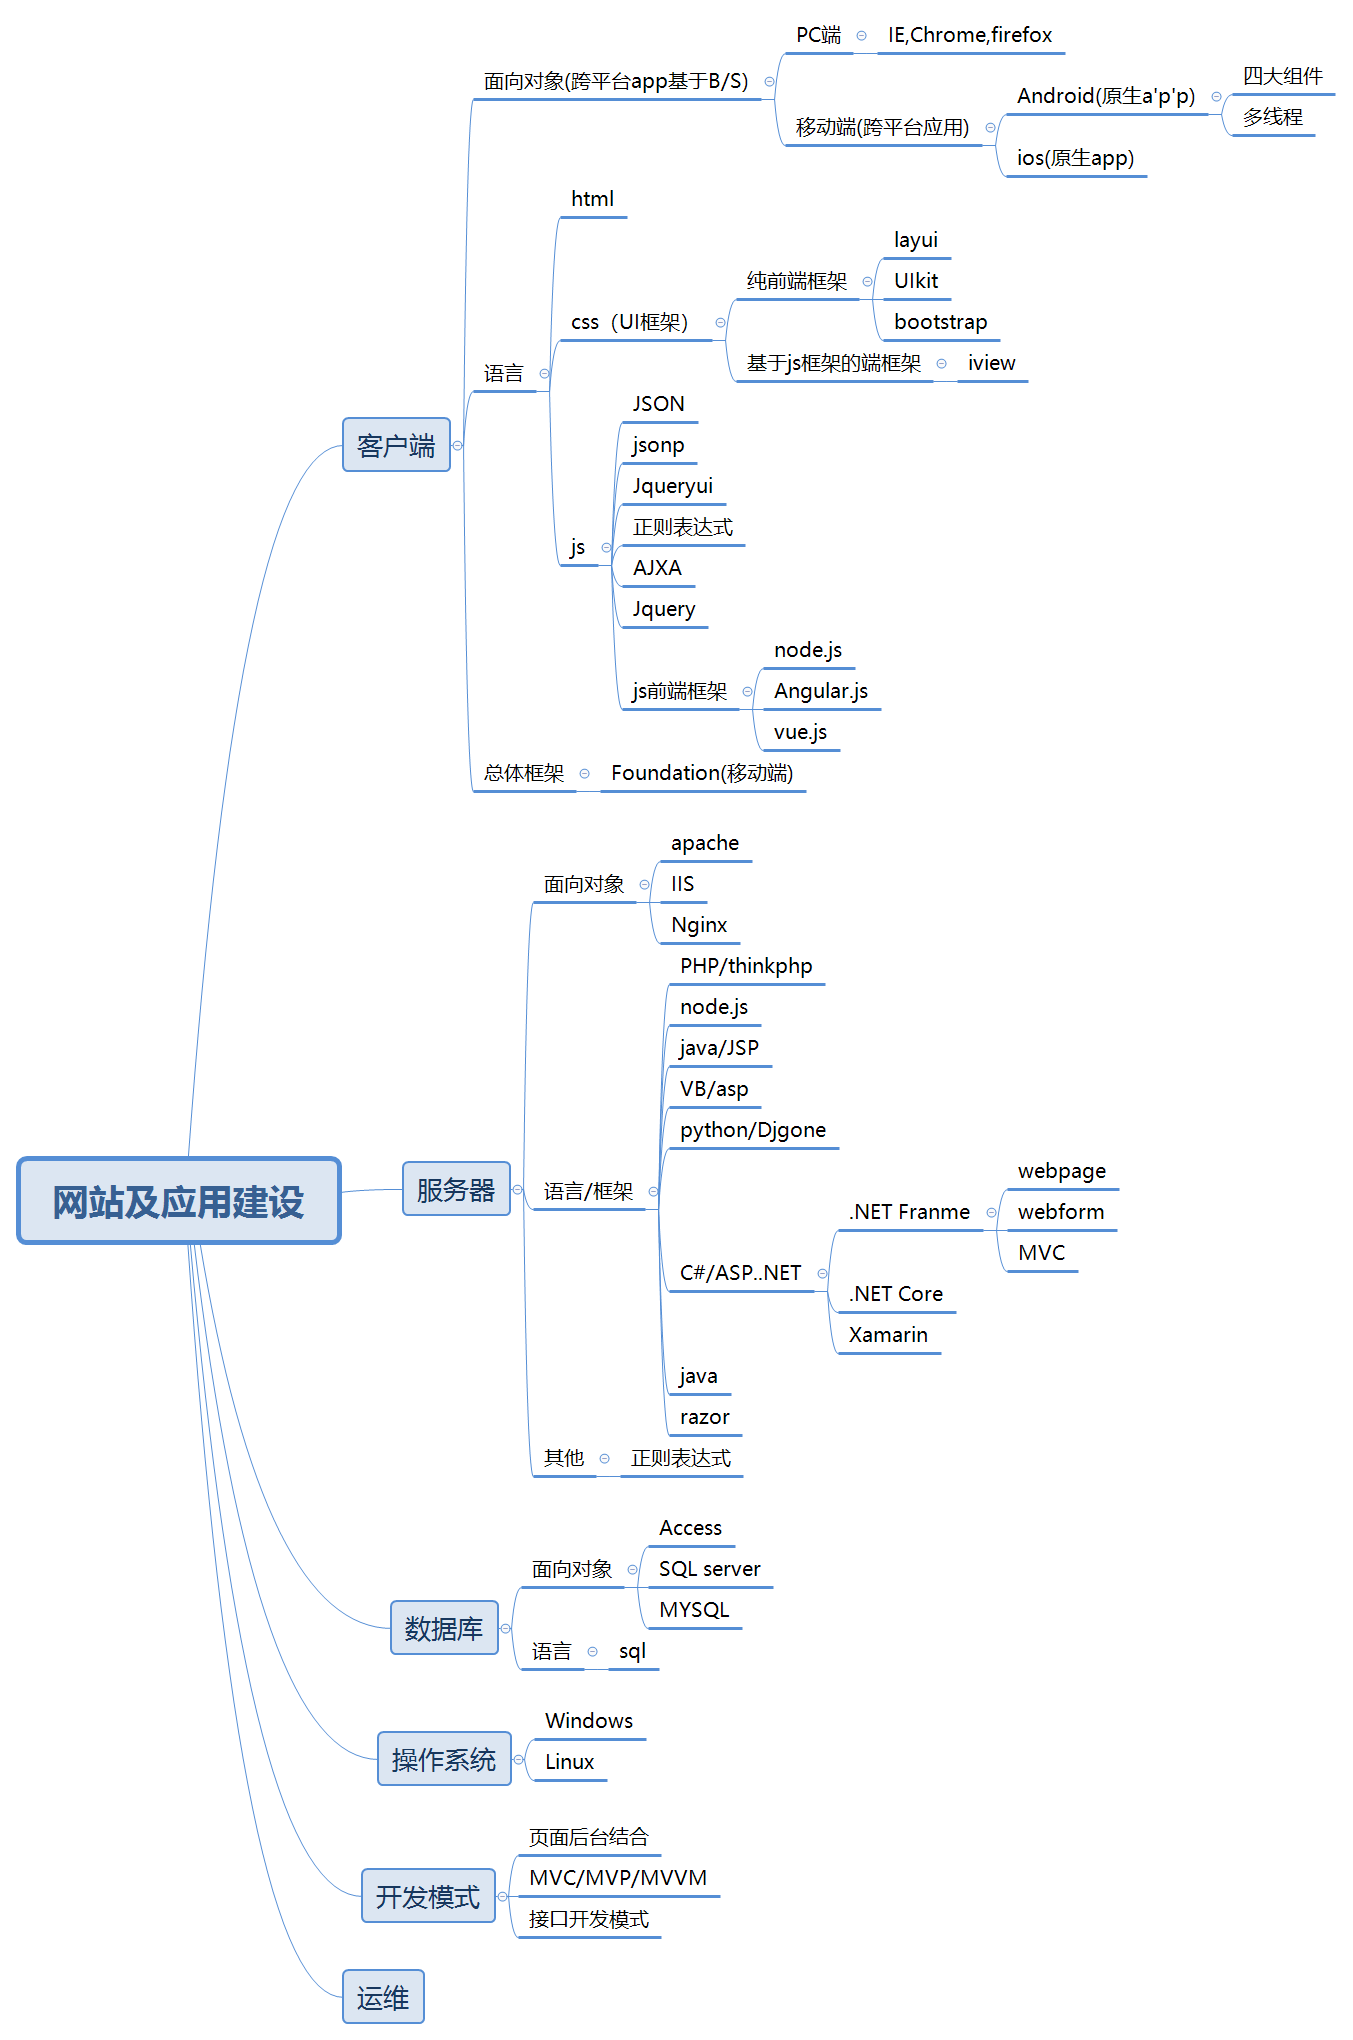 网站及应用建设
客户端
面向对象(跨平台app基于B/S)
PC端
IE,Chrome,firefox
移动端(跨平台应用)
Android(原生a'p'p)
四大组件
多线程
ios(原生app)
语言
html
css（UI框架）
纯前端框架
layui
UIkit
bootstrap
基于js框架的端框架
iview
js
JSON
jsonp
Jqueryui
正则表达式
AJXA
Jquery
js前端框架
node.js
Angular.js
vue.js
总体框架
Foundation(移动端)
服务器
面向对象
apache
IIS
Nginx
语言/框架
PHP/thinkphp
node.js
java/JSP
VB/asp
python/Djgone
C#/ASP..NET
.NET Franme
webpage
webform
MVC
.NET Core
Xamarin
java
razor
其他
正则表达式
数据库
面向对象
Access
SQL server
MYSQL
语言
sql
操作系统
Windows
Linux
开发模式
页面后台结合
MVC/MVP/MVVM
接口开发模式
运维